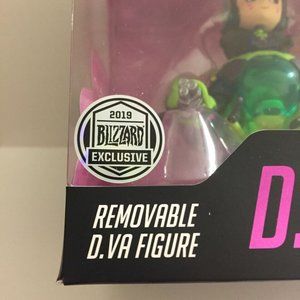 2019
BLIZZARD
EXCLUSIVE
REMOVABLE
D.VA FIGURE
D.